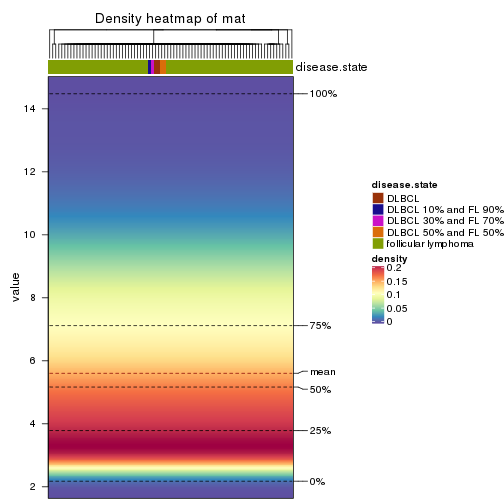 Density heatmap of mat
disease.state
value
14
12
10
8
6
4
2
100%
75%
mean
50%
25%
0%
disease.state
DLBCL
DLBCL 10% and FL 90%
DLBCL 30% and FL 70%
DLBCL 50% and FL 50%
follicular lymphoma
density
0.2
0.15
0.1
0.05
0